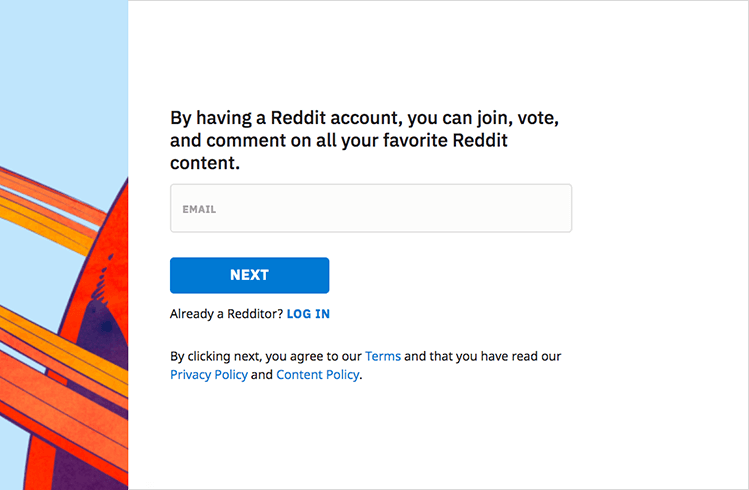 By having a Reddit account, you can join, vote,
and comment on all your favorite Reddit
content.
EMAIL
NEXT
Already a Redditor? LOG IN
By clicking next, you agree to our Terms and that you have read our
Privacy Policy and Content Policy.